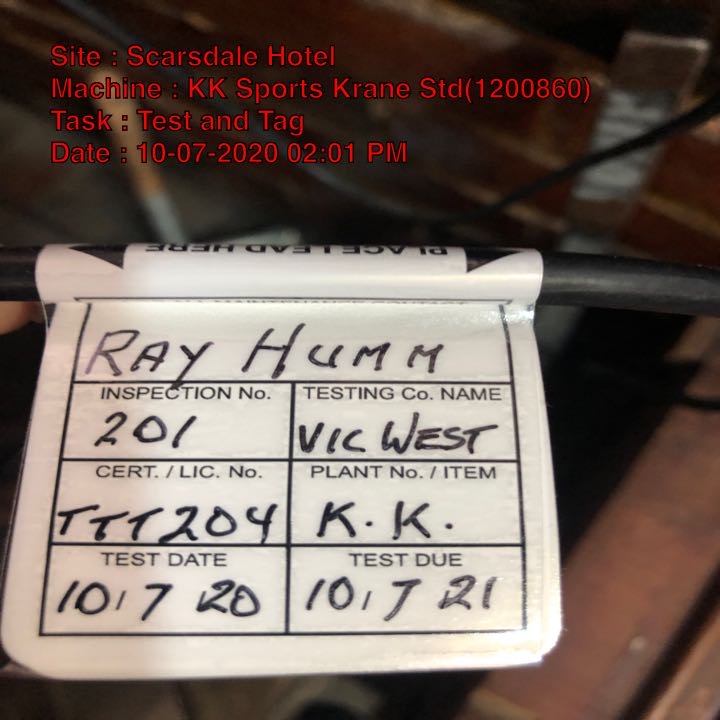 Site : Scarsdale Hotel
Machine : KK Sports Krane Std(1200860)
Task : Test and Tag
Date : 10-07-2020 02:01 PM
PLACE LEAD HERE
RAY HUMM
INSPECTION No. TESTING Co. NAME
201 VIC WEST
CERT. / LIC. No. PLANT No. / ITEM
TTT204 K.K.
TEST DATE TEST DUE
10, 7 20 10, 7 21